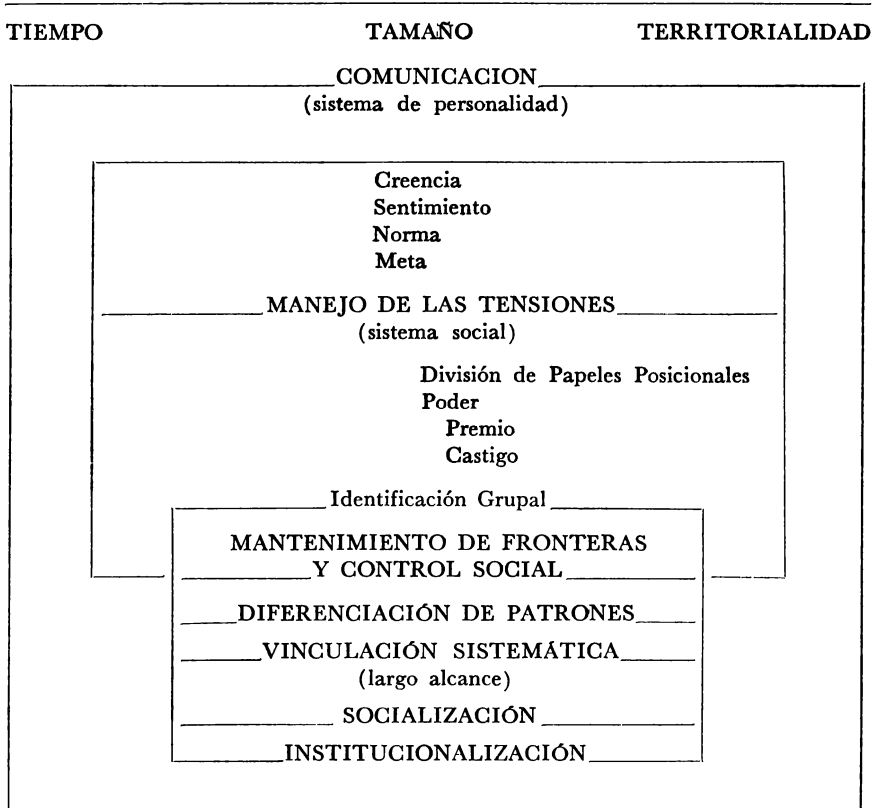 TIEMPO TAMAÑO TERRITORIALIDAD
COMUNICACION
(sistema de personalidad)
Creencia
Sentimiento
Norma
Meta
MANEJO DE LAS TENSIONES
(sistema social)
División de Papeles Posicionales
Poder
Premio
Castigo
Identificación Grupal
MANTENIMIENTO DE FRONTERAS
Y CONTROL SOCIAL
DIFERENCIACIÓN DE PATRONES
VINCULACIÓN SISTEMÁTICA
(largo alcance)
SOCIALIZACIÓN
INSTITUCIONALIZACIÓN